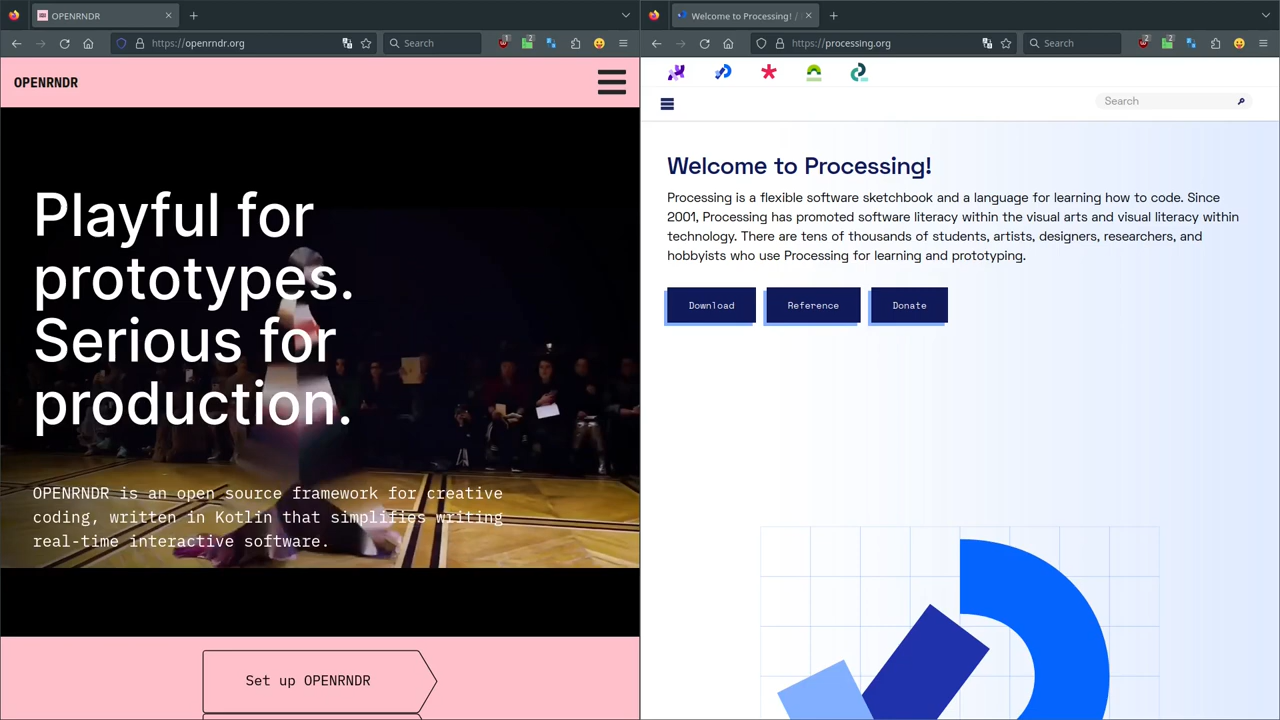 OPENRNDR
https://openrndr.org
Search
1
2
OPENRNDR
Playful for
prototypes.
Serious for
production.
OPENRNDR is an open source framework for creative
coding, written in Kotlin that simplifies writing
real-time interactive software.
Set up OPENRNDR
Welcome to Processing! /
https://processing.org
Search
2
2
Search
Welcome to Processing!
Processing is a flexible software sketchbook and a language for learning how to code. Since
2001, Processing has promoted software literacy within the visual arts and visual literacy within
technology. There are tens of thousands of students, artists, designers, researchers, and
hobbyists who use Processing for learning and prototyping.
Download
Reference
Donate